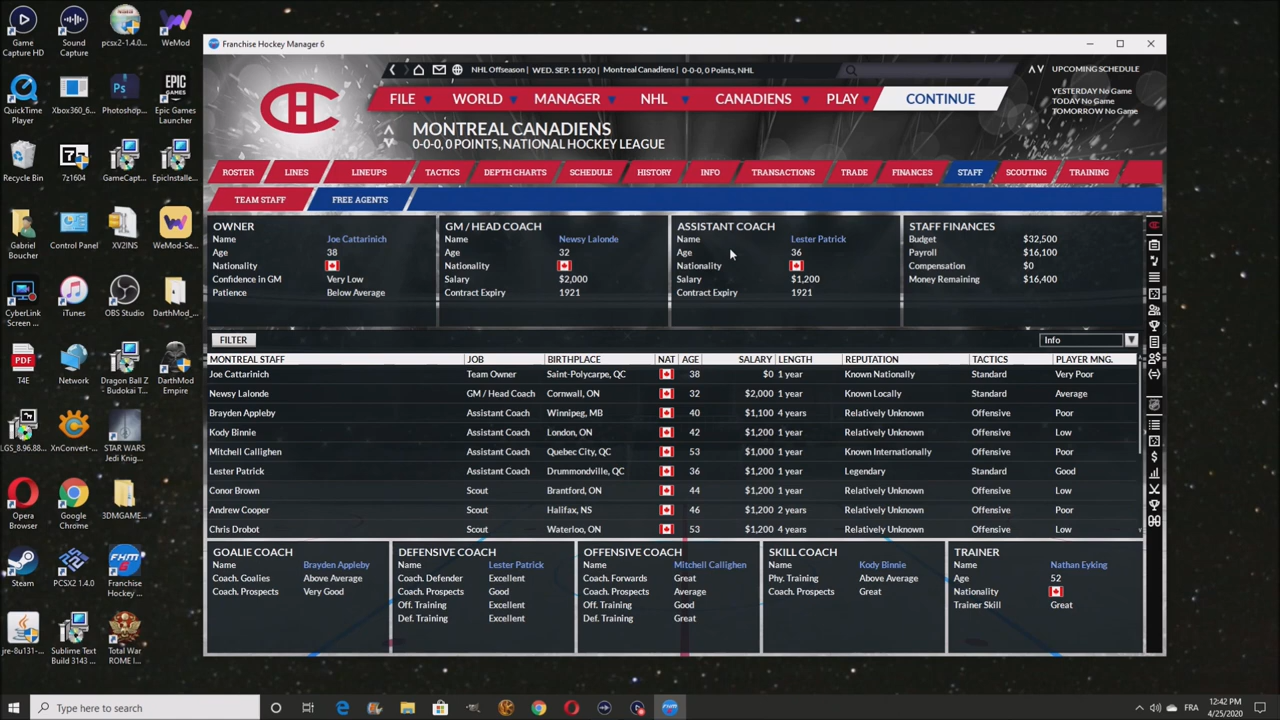 Game Capture HD
Sound Capture
pcsx2-1.4.0...
WeMod
QuickTime Player
Xbox360_6...
Photoshop...
Epic Games Launcher
Recycle Bin
7z1604
GameCapt...
EpicInstalle...
Gabriel Boucher
Control Panel
XV2INS
WeMod-Se...
CyberLink Screen ...
iTunes
OBS Studio
DarthMod_...
T4E
Network
Dragon Ball Z - Budokai T...
DarthMod Empire
LGS_8.96.88...
XnConvert-...
STAR WARS Jedi Knig...
Opera Browser
Google Chrome
3DMGAME...
Steam
PCSX2 1.4.0
Franchise Hockey ...
jre-8u131-...
Sublime Text Build 3143 ...
Total War ROME I...
Franchise Hockey Manager 6
NHL Offseason | WED. SEP. 1 1920 | Montreal Canadiens | 0-0-0, 0 Points, NHL
UPCOMING SCHEDULE
YESTERDAY No Game
TODAY No Game
TOMORROW No Game
FILE WORLD MANAGER NHL CANADIENS PLAY CONTINUE
MONTREAL CANADIENS
0-0-0, 0 POINTS, NATIONAL HOCKEY LEAGUE
ROSTER LINES LINEUPS TACTICS DEPTH CHARTS SCHEDULE HISTORY INFO TRANSACTIONS TRADE FINANCES STAFF SCOUTING TRAINING
TEAM STAFF FREE AGENTS
OWNER
Name Joe Cattarinich
Age 38
Nationality
Confidence in GM Very Low
Patience Below Average
GM / HEAD COACH
Name Newsy Lalonde
Age 32
Nationality
Salary $2,000
Contract Expiry 1921
ASSISTANT COACH
Name Lester Patrick
Age 36
Nationality
Salary $1,200
Contract Expiry 1921
STAFF FINANCES
Budget $32,500
Payroll $16,100
Compensation $0
Money Remaining $16,400
FILTER
Info
MONTREAL STAFF JOB BIRTHPLACE NAT AGE SALARY LENGTH REPUTATION TACTICS PLAYER MNG.
Joe Cattarinich Team Owner Saint-Polycarpe, QC 38 $0 1 year Known Nationally Standard Very Poor
Newsy Lalonde GM / Head Coach Cornwall, ON 32 $2,000 1 year Known Locally Standard Average
Brayden Appleby Assistant Coach Winnipeg, MB 40 $1,100 4 years Relatively Unknown Offensive Poor
Kody Binnie Assistant Coach London, ON 42 $1,200 1 year Relatively Unknown Offensive Low
Mitchell Callighen Assistant Coach Quebec City, QC 53 $1,000 1 year Known Internationally Offensive Poor
Lester Patrick Assistant Coach Drummondville, QC 36 $1,200 1 year Legendary Standard Good
Conor Brown Scout Brantford, ON 44 $1,200 1 year Relatively Unknown Offensive Low
Andrew Cooper Scout Halifax, NS 46 $1,200 2 years Relatively Unknown Offensive Poor
Chris Drobot Scout Waterloo, ON 53 $1,200 4 years Relatively Unknown Offensive Low
GOALIE COACH
Name Brayden Appleby
Coach. Goalies Above Average
Coach. Prospects Very Good
DEFENSIVE COACH
Name Lester Patrick
Coach. Defender Excellent
Coach. Prospects Good
Off. Training Excellent
Def. Training Excellent
OFFENSIVE COACH
Name Mitchell Callighen
Coach. Forwards Great
Coach. Prospects Average
Off. Training Good
Def. Training Great
SKILL COACH
Name Kody Binnie
Phy. Training Above Average
Coach. Prospects Great
TRAINER
Name Nathan Eyking
Age 52
Nationality
Trainer Skill Great
Type here to search
FRA
12:42 PM
4/25/2020